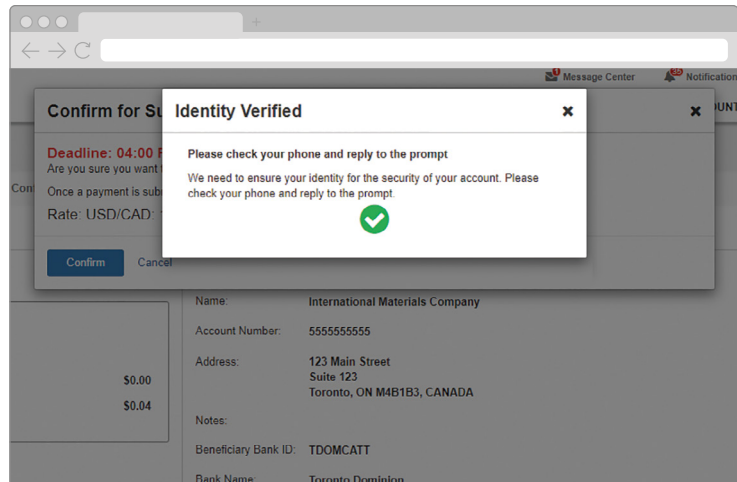 1
Message Center
35
Notification
Confirm for Su
Identity Verified
OUNT
Deadline: 04:00
Are you sure you want
Once a payment is sub
Rate: USD/CAD:
Please check your phone and reply to the prompt
We need to ensure your identity for the security of your account. Please
check your phone and reply to the prompt.
Con
Confirm
Cancel
$0.00
$0.04
Name:
International Materials Company
Account Number:
5555555555
Address:
123 Main Street
Suite 123
Toronto, ON M4B1B3, CANADA
Notes:
Beneficiary Bank ID:
TDOMCATT
Bank Name:
Toronto Dominion